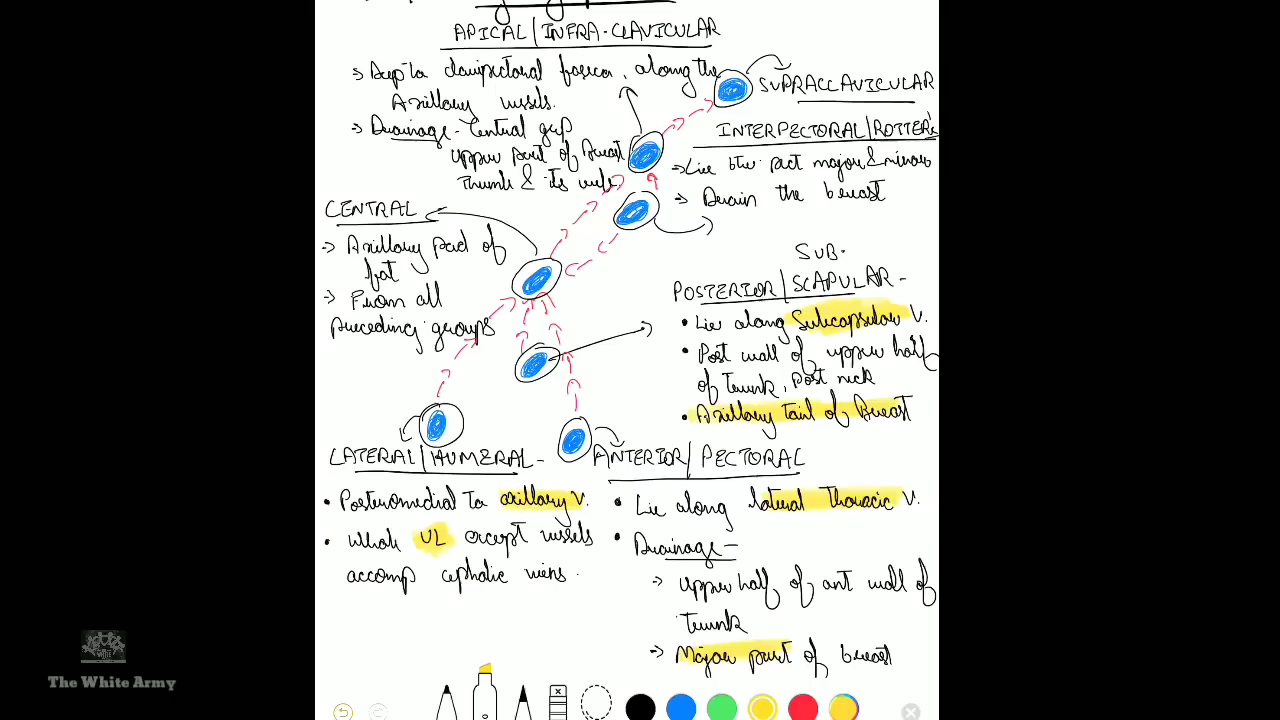 APICAL/INFRA-CLAVICULAR
→ Deep to clavipectoral fascia, along the
Axillary vessels.
→ Drainage - Central grp
upper part of Breast
Thumb & its web
SUPRACLAVICULAR
INTERPECTORAL/ROTTER's
→ Lie btw pect major & minor
→ Drain the breast
CENTRAL
→ Axillary pad of
fat
→ From all
preceding groups
SUB-
POSTERIOR/SCAPULAR -
• Lie along Subcapsular V.
• Post wall of upper half
of Trunk, Post neck
• Axillary Tail of Breast
LATERAL/HUMERAL -
• Posteromedial To axillary V.
• Whole UL except vessels
accomp cephalic viens.
ANTERIOR/PECTORAL
• Lie along lateral Thoracic V.
• Drainage -
→ Upper half of ant wall of
Trunk
→ Major part of breast
The White Army